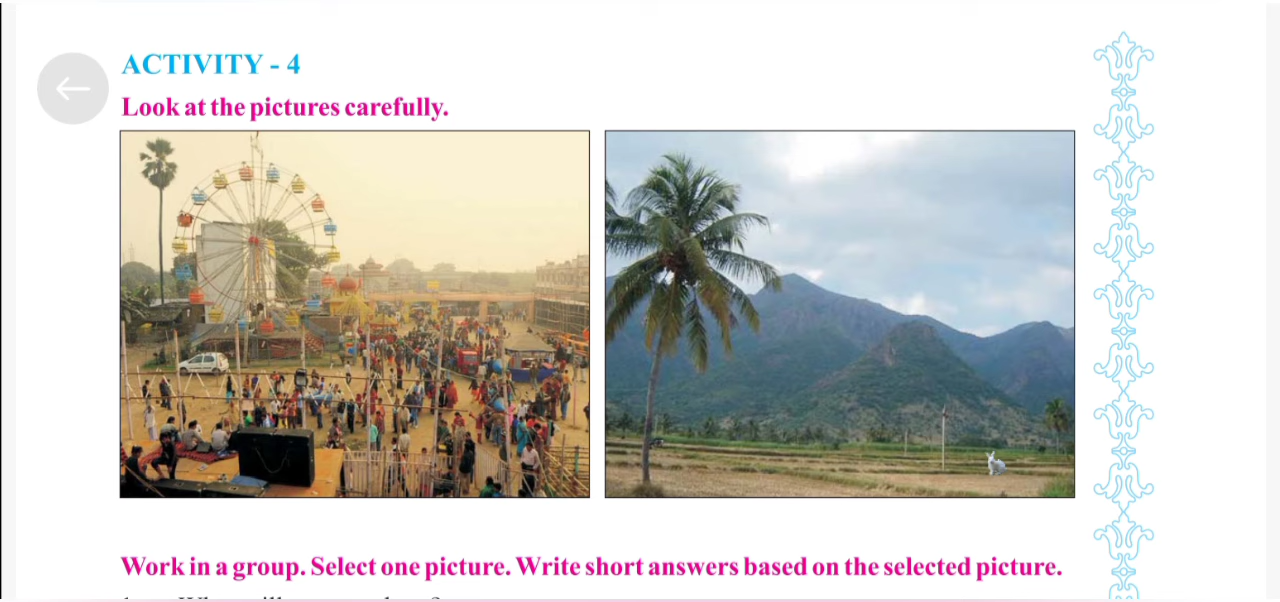 ACTIVITY - 4
Look at the pictures carefully.
Work in a group. Select one picture. Write short answers based on the selected picture.